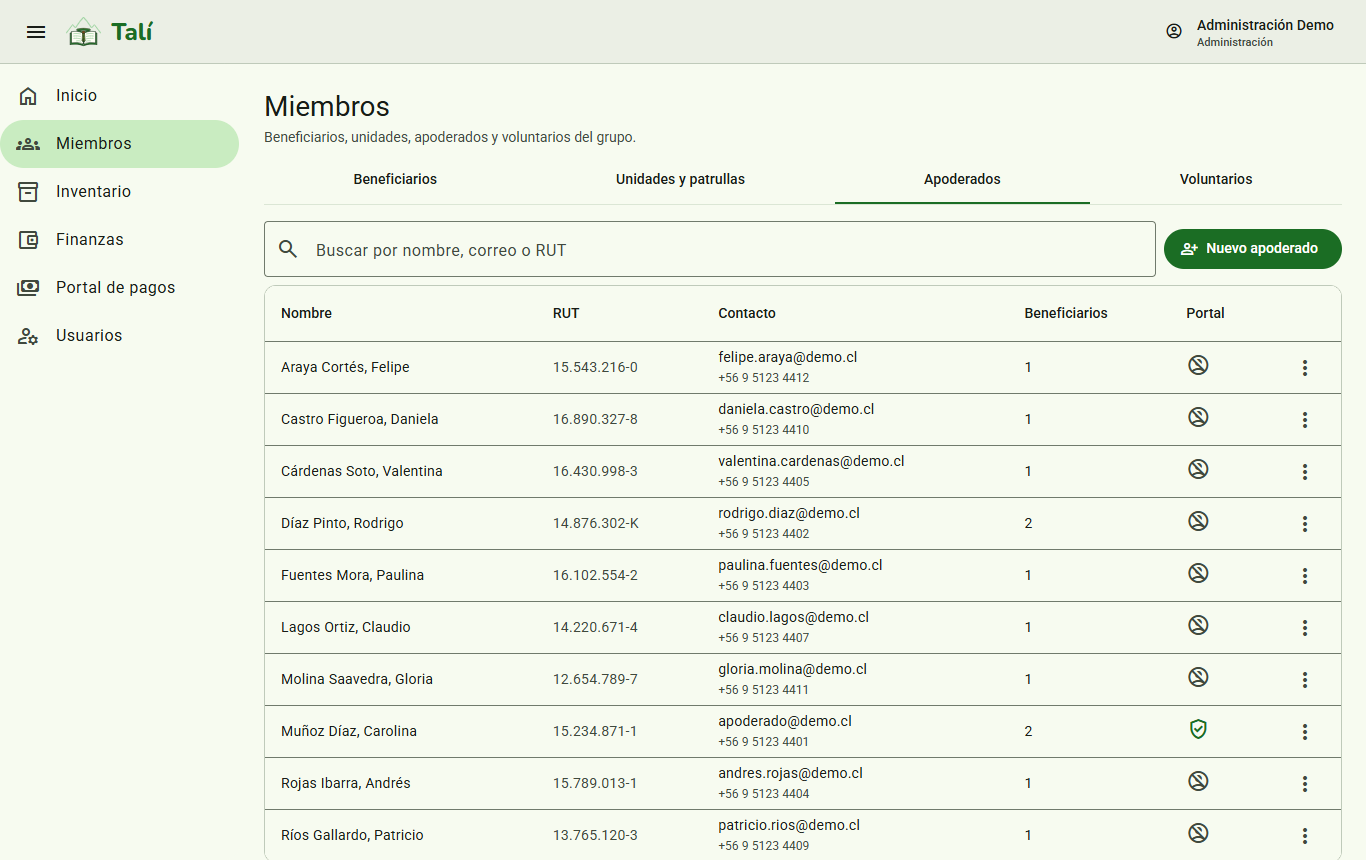 Talí
Administración Demo
Administración
Inicio
Miembros
Inventario
Finanzas
Portal de pagos
Usuarios
Miembros
Beneficiarios, unidades, apoderados y voluntarios del grupo.
Beneficiarios Unidades y patrullas Apoderados Voluntarios
Buscar por nombre, correo o RUT
Nuevo apoderado
Nombre RUT Contacto Beneficiarios Portal
Araya Cortés, Felipe 15.543.216-0 felipe.araya@demo.cl 1
+56 9 5123 4412
Castro Figueroa, Daniela 16.890.327-8 daniela.castro@demo.cl 1
+56 9 5123 4410
Cárdenas Soto, Valentina 16.430.998-3 valentina.cardenas@demo.cl 1
+56 9 5123 4405
Díaz Pinto, Rodrigo 14.876.302-K rodrigo.diaz@demo.cl 2
+56 9 5123 4402
Fuentes Mora, Paulina 16.102.554-2 paulina.fuentes@demo.cl 1
+56 9 5123 4403
Lagos Ortiz, Claudio 14.220.671-4 claudio.lagos@demo.cl 1
+56 9 5123 4407
Molina Saavedra, Gloria 12.654.789-7 gloria.molina@demo.cl 1
+56 9 5123 4411
Muñoz Díaz, Carolina 15.234.871-1 apoderado@demo.cl 2
+56 9 5123 4401
Rojas Ibarra, Andrés 15.789.013-1 andres.rojas@demo.cl 1
+56 9 5123 4404
Ríos Gallardo, Patricio 13.765.120-3 patricio.rios@demo.cl 1
+56 9 5123 4409